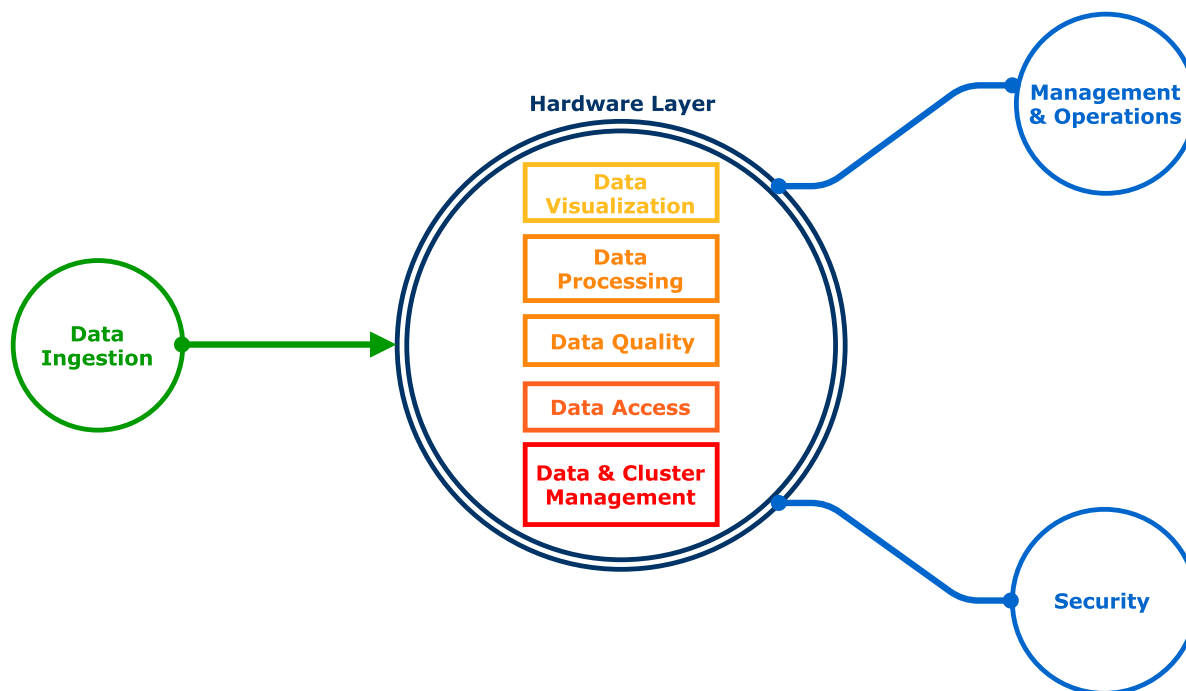 Hardware Layer
Data
Visualization
Data
Processing
Data Quality
Data Access
Data & Cluster
Management
Data
Ingestion
Management
& Operations
Security